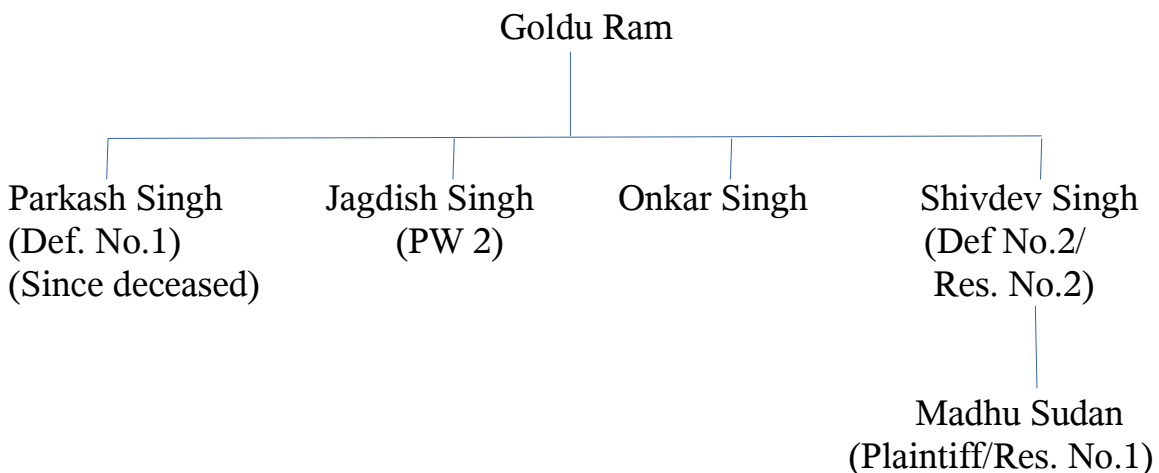 Goldu Ram
Parkash Singh Jagdish Singh Onkar Singh Shivdev Singh
(Def. No.1) (PW 2) (Def No.2/
(Since deceased) Res. No.2)
Madhu Sudan
(Plaintiff/Res. No.1)